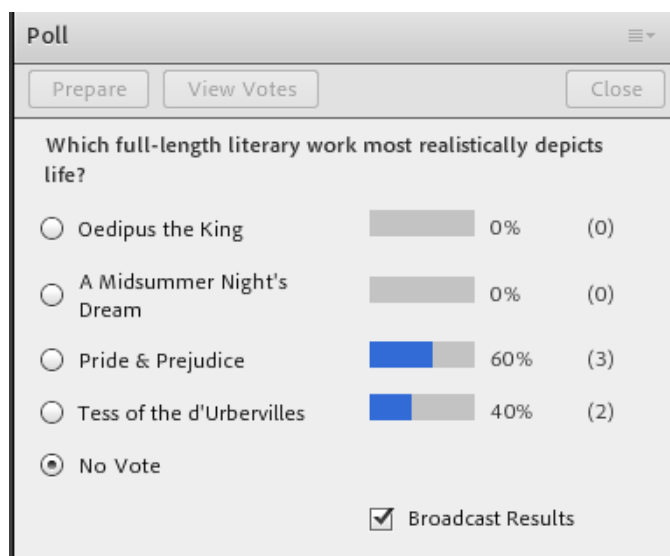 Poll
Prepare View Votes Close
Which full-length literary work most realistically depicts
life?
Oedipus the King 0% (0)
A Midsummer Night's
Dream 0% (0)
Pride & Prejudice 60% (3)
Tess of the d'Urbervilles 40% (2)
No Vote
Broadcast Results